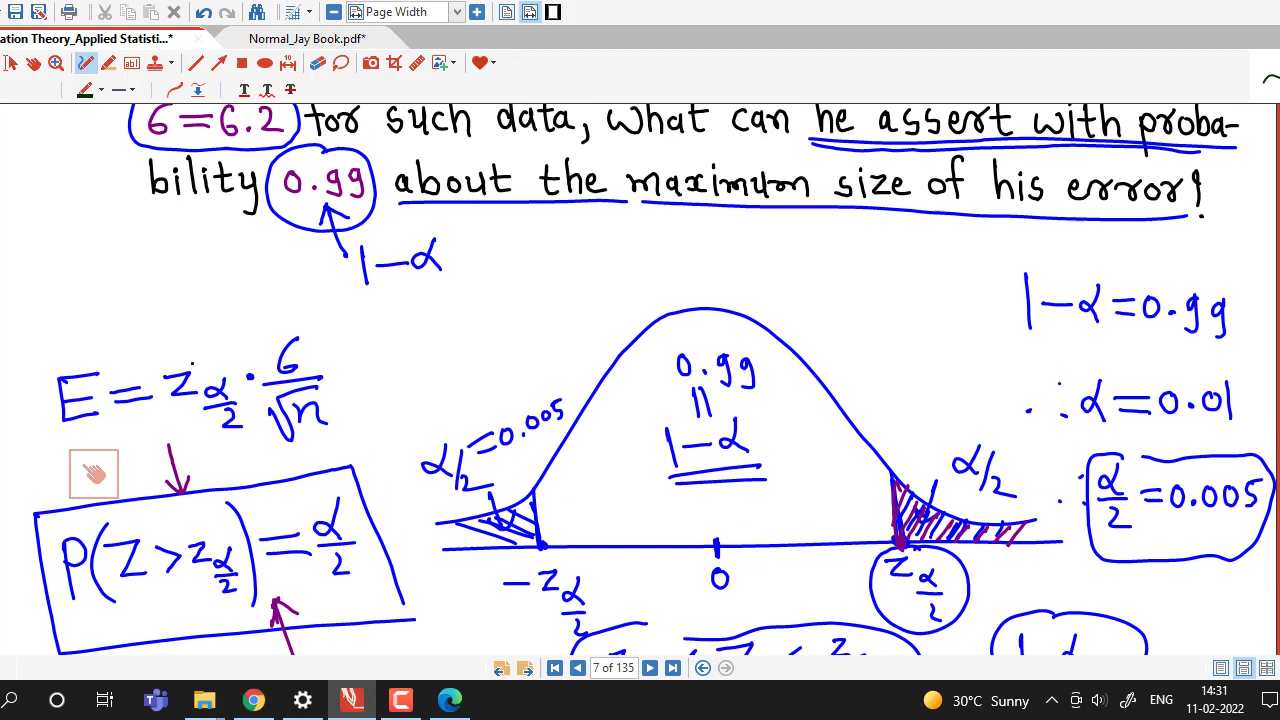 Page Width
ation Theory_Applied Statisti...*
Normal_Jay Book.pdf*
6=6.2 for such data, what can he assert with proba-
bility 0.99 about the maximum size of his error?
1-α
1-α=0.99
∴ α=0.01
∴ α/2 =0.005
E = z α/2 · 6/√n
0.99
=
1-α
α/2 =0.005
α/2
P(Z > z α/2) = α/2
-z α/2
0
z α/2
7 of 135
30°C Sunny
ENG
14:31
11-02-2022